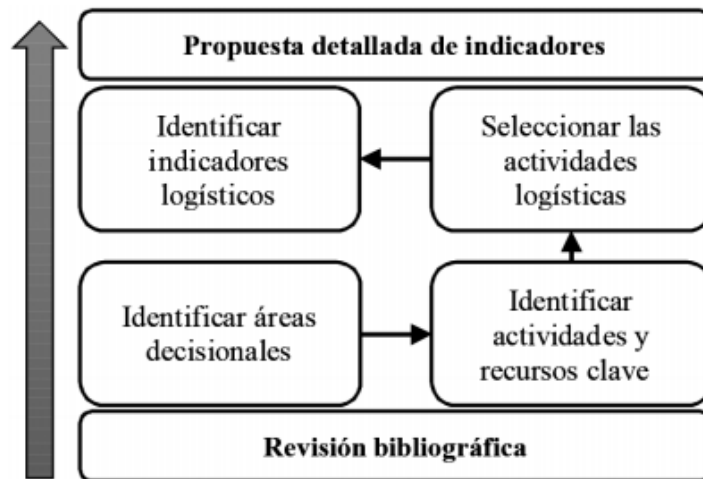 Propuesta detallada de indicadores
Identificar
indicadores
logísticos
Seleccionar las
actividades
logísticas
Identificar áreas
decisionales
Identificar
actividades y
recursos clave
Revisión bibliográfica